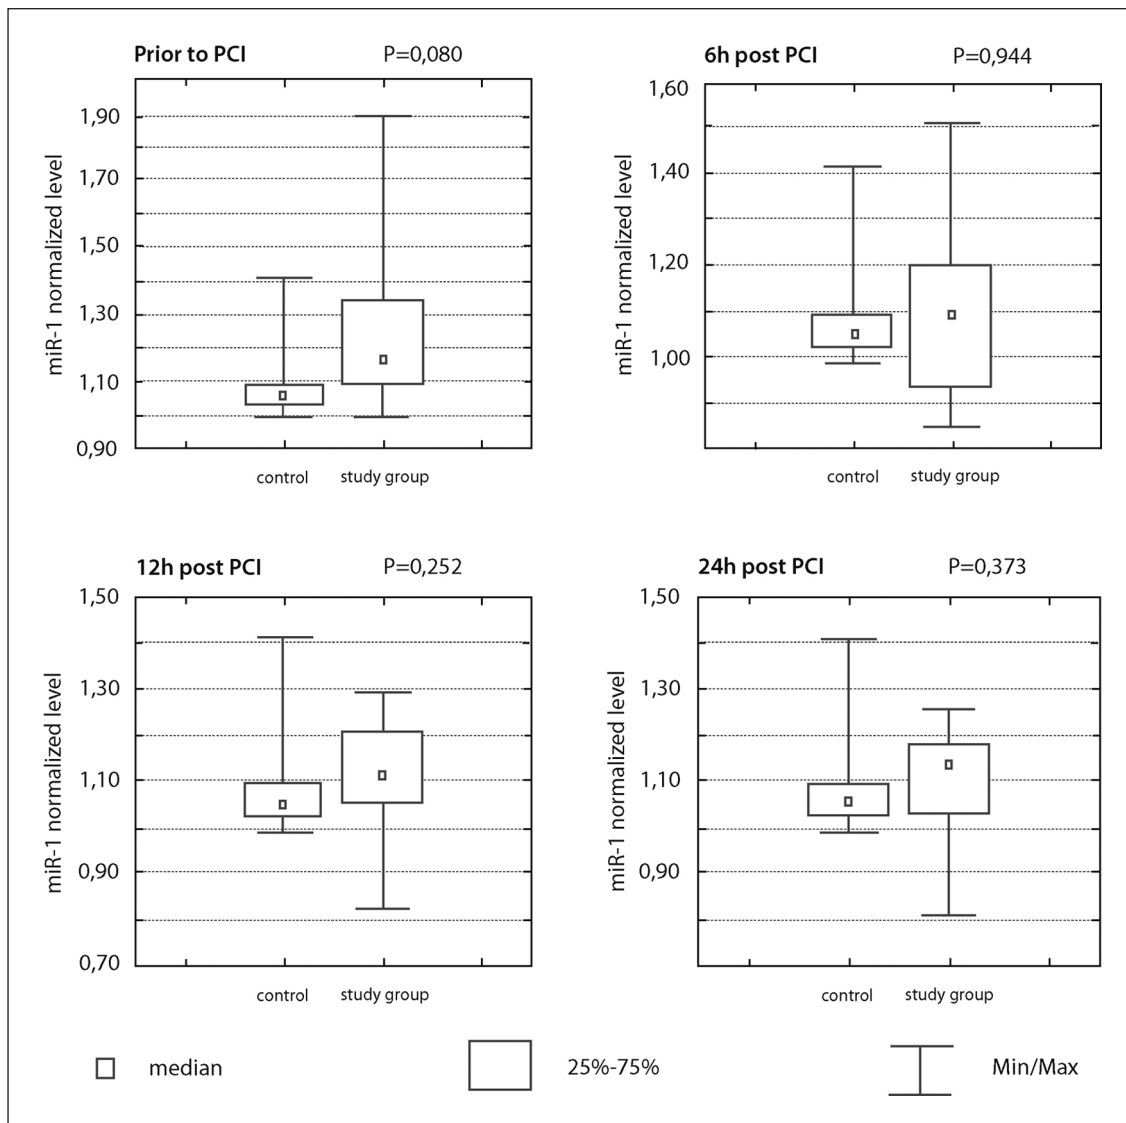 Prior to PCI P=0,080
1,90
1,70
1,50
1,30
1,10
0,90
miR-1 normalized level
control study group
6h post PCI P=0,944
1,60
1,40
1,20
1,00
miR-1 normalized level
control study group
12h post PCI P=0,252
1,50
1,30
1,10
0,90
0,70
miR-1 normalized level
control study group
24h post PCI P=0,373
1,50
1,30
1,10
0,90
miR-1 normalized level
control study group
median 25%-75% Min/Max